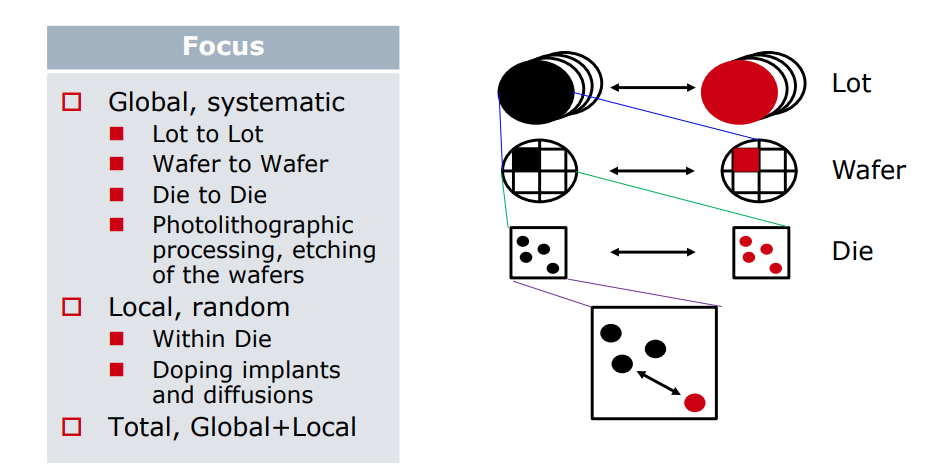 Focus
Global, systematic
Lot to Lot
Wafer to Wafer
Die to Die
Photolithographic
processing, etching
of the wafers
Local, random
Within Die
Doping implants
and diffusions
Total, Global+Local
Lot
Wafer
Die